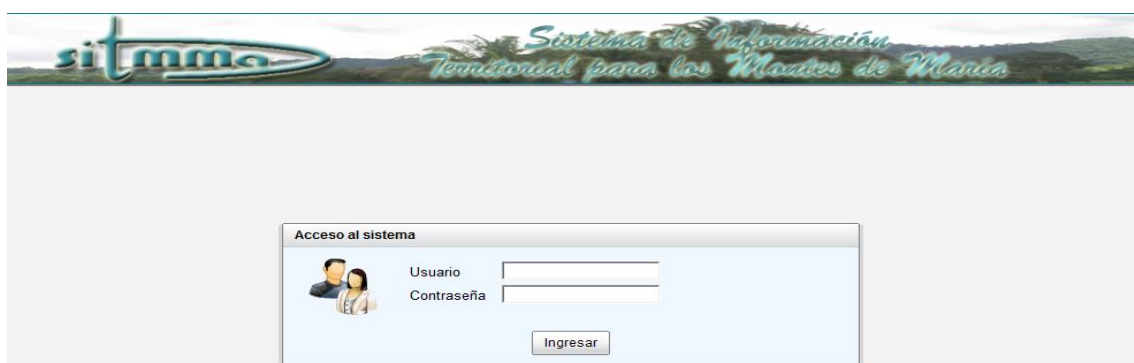 sitmma
Sistema de Información
Territorial para los Montes de María
Acceso al sistema
Usuario
Contraseña
Ingresar